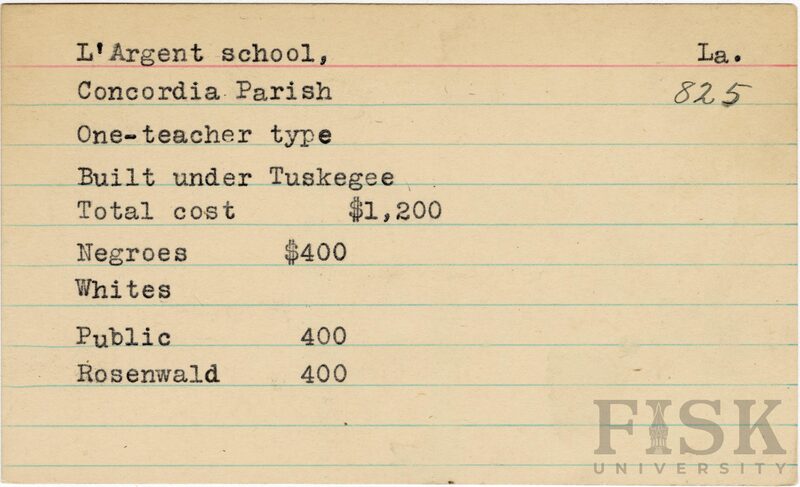 L'Argent school, La.
Concordia Parish 825
One-teacher type
Built under Tuskegee
Total cost $1,200
Negroes $400
Whites
Public 400
Rosenwald 400
FISK
UNIVERSITY